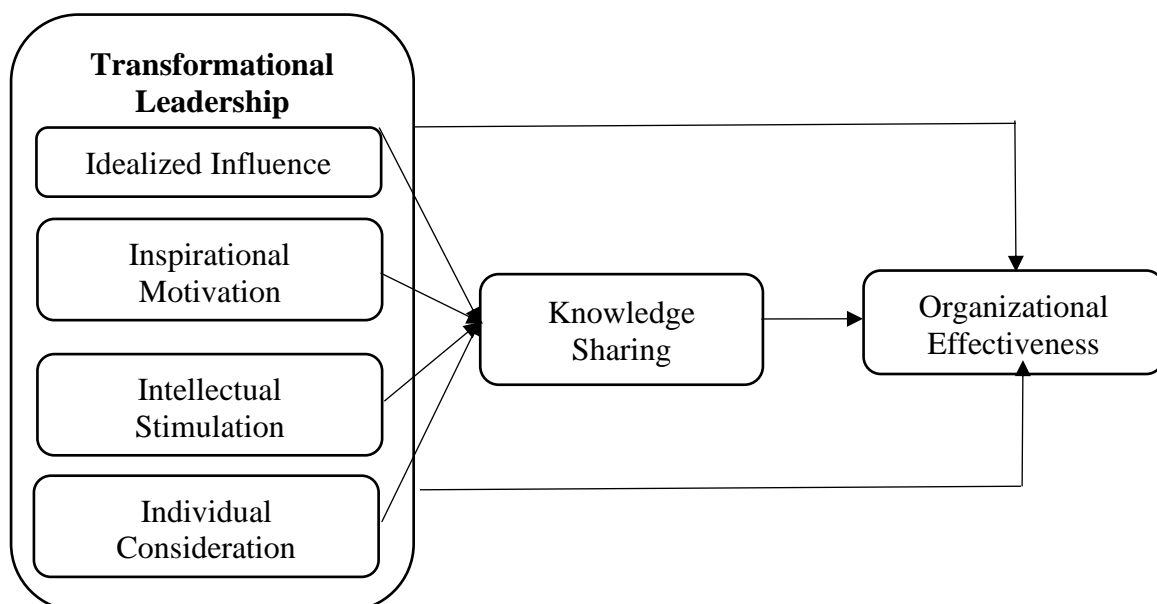 Transformational
Leadership
Idealized Influence
Inspirational
Motivation
Intellectual
Stimulation
Individual
Consideration
Knowledge
Sharing
Organizational
Effectiveness